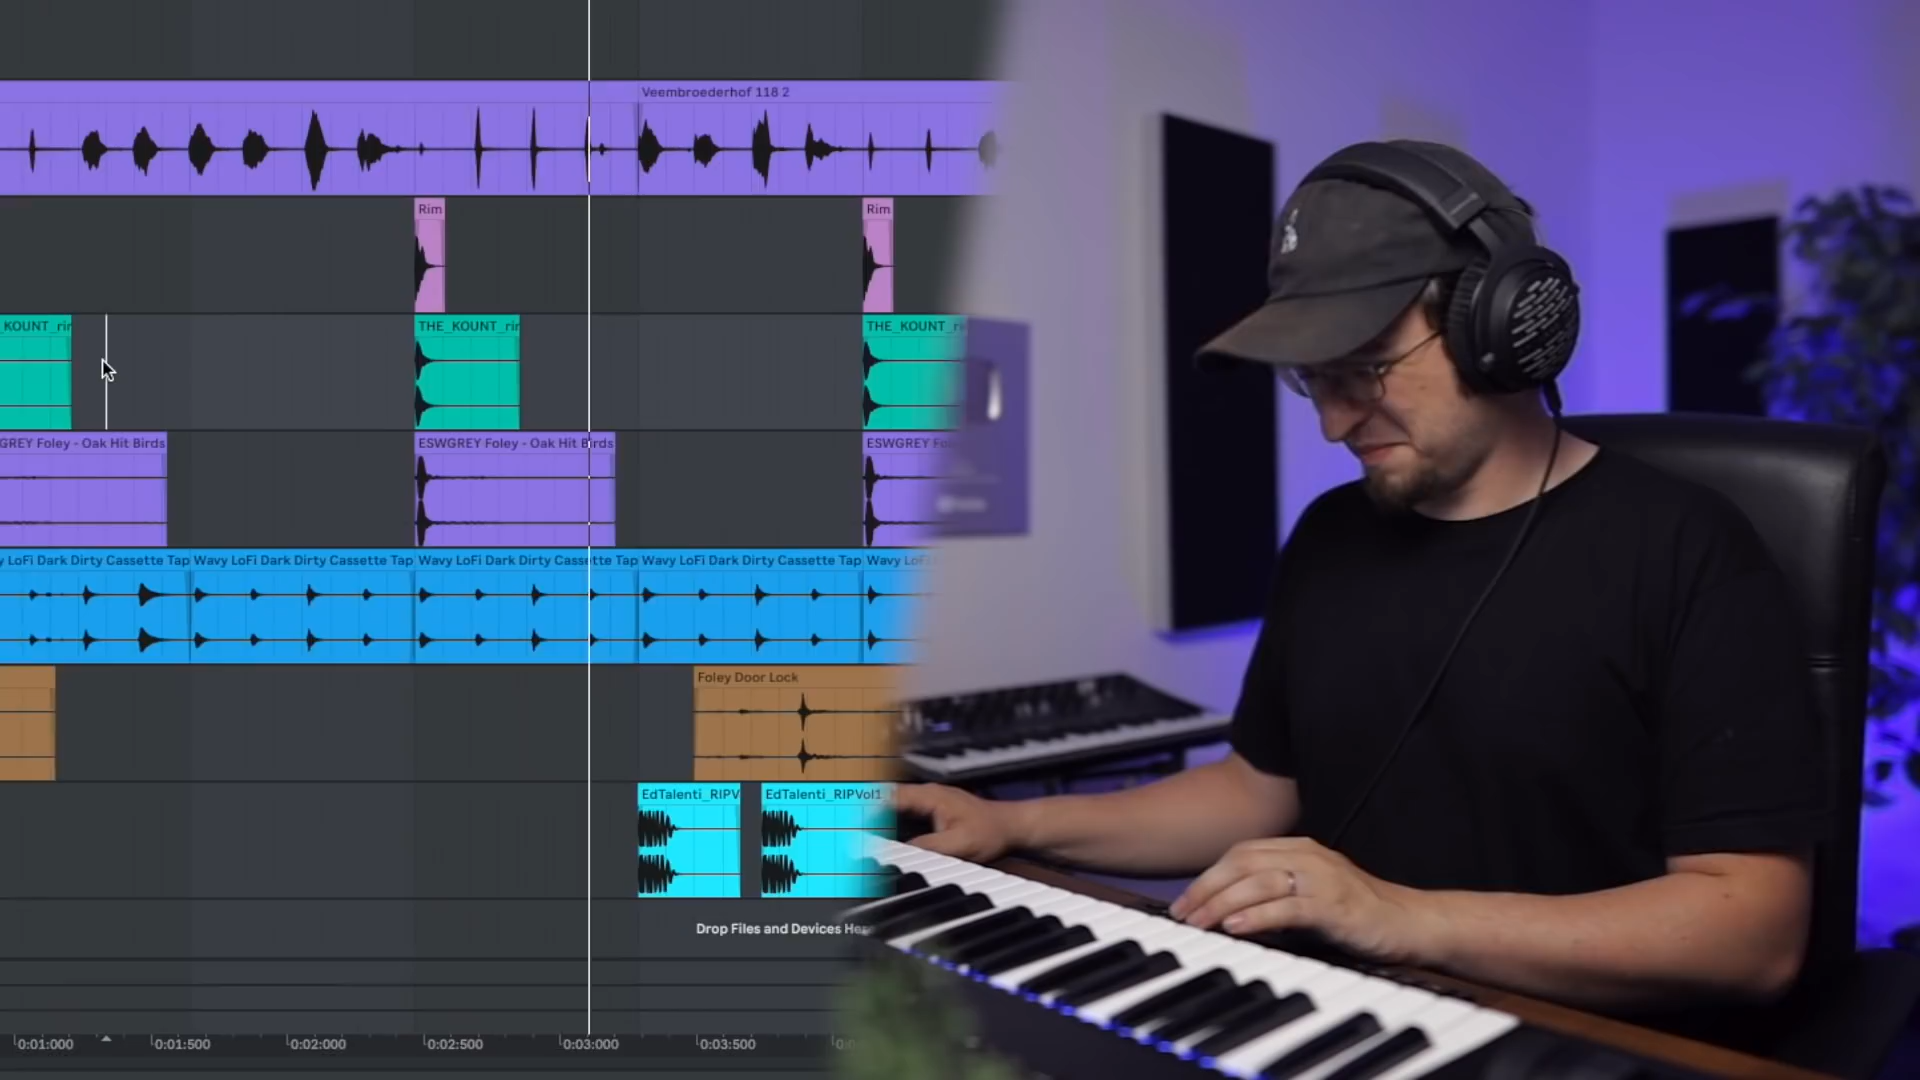 Veembroederhof 118 2
Rim
Rim
KOUNT_rir
THE_KOUNT_rir
THE_KOUNT_ri
GREY Foley - Oak Hit Birds
ESWGREY Foley - Oak Hit Birds
ESWGREY Fo
y LoFi Dark Dirty Cassette Tap
Wavy LoFi Dark Dirty Cassette Tap
Wavy LoFi Dark Dirty Cassette Tap
Wavy LoFi Dark Dirty Cassette Tap
Wavy LoFi
Foley Door Lock
EdTalenti_RIPV
EdTalenti_RIPVol1
Drop Files and Devices Here
0:01:000
0:01:500
0:02:000
0:02:500
0:03:000
0:03:500